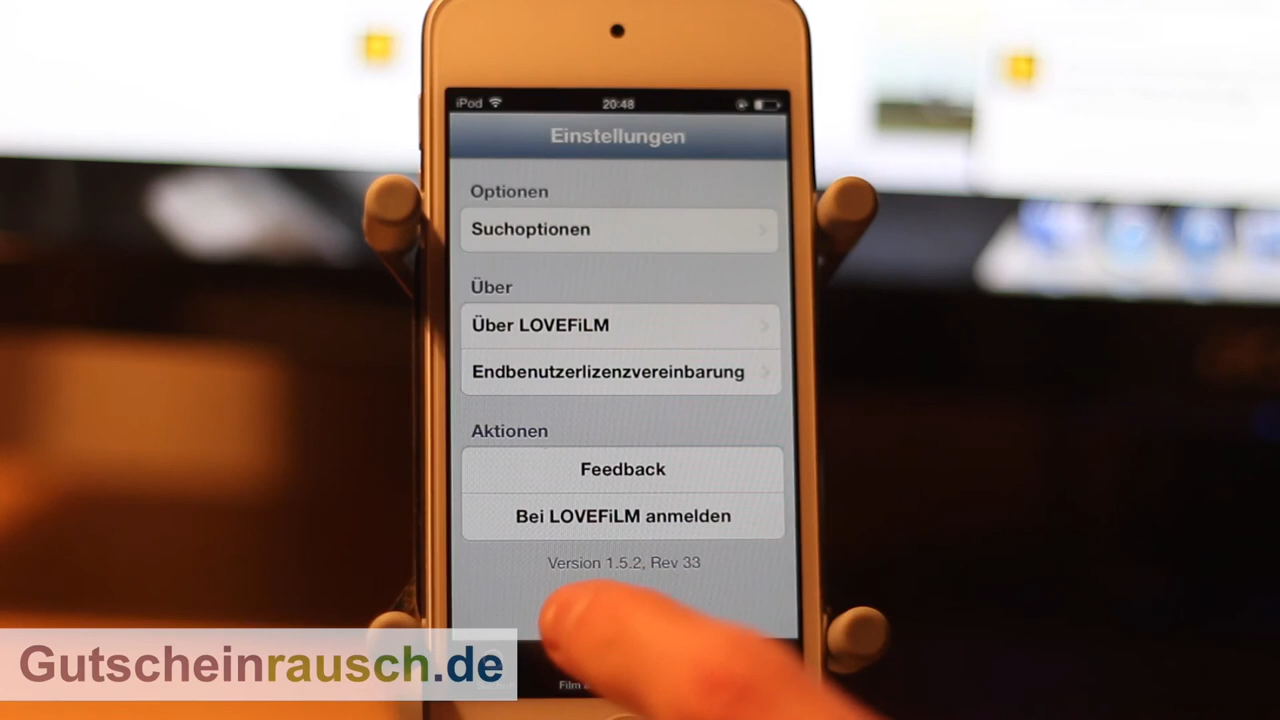 iPod 20:48
Einstellungen
Optionen
Suchoptionen
Über
Über LOVEFiLM
Endbenutzerlizenzvereinbarung
Aktionen
Feedback
Bei LOVEFiLM anmelden
Version 1.5.2, Rev 33
Gutscheinrausch.de
Film